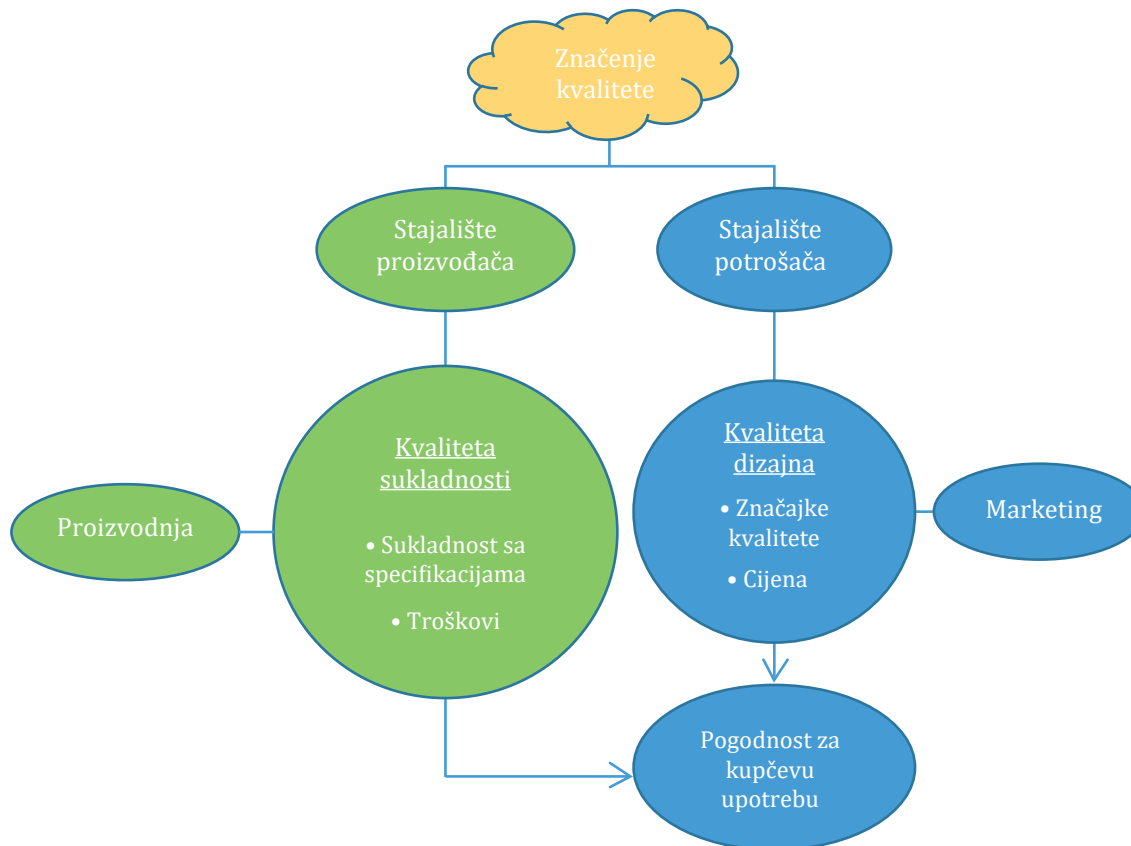 Značenje
kvalitete
Stajalište
proizvođača
Stajalište
potrošača
Kvaliteta
sukladnosti
• Sukladnost sa
specifikacijama
• Troškovi
Kvaliteta
dizajna
• Značajke
kvalitete
• Cijena
Proizvodnja
Marketing
Pogodnost za
kupčevu
upotrebu